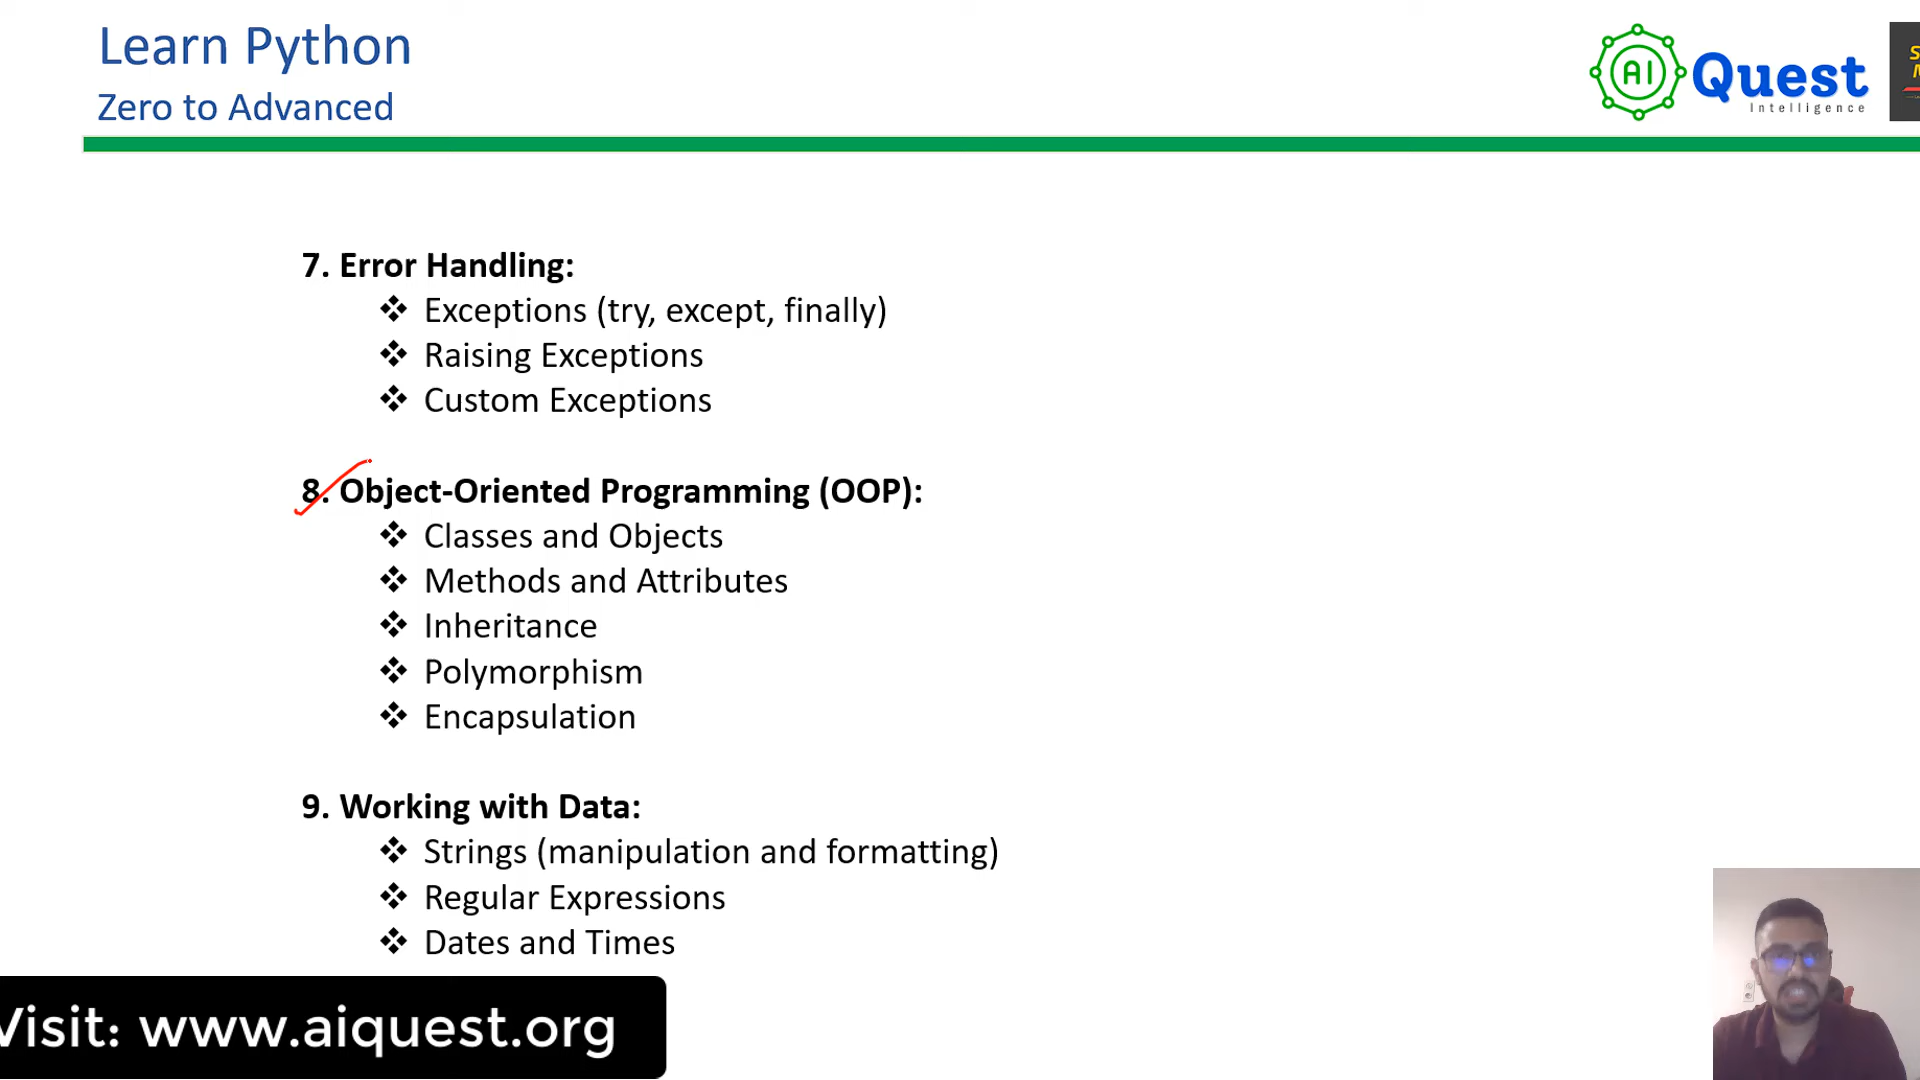 Learn Python
Zero to Advanced
AI Quest
Intelligence
7. Error Handling:
❖ Exceptions (try, except, finally)
❖ Raising Exceptions
❖ Custom Exceptions
8. Object-Oriented Programming (OOP):
❖ Classes and Objects
❖ Methods and Attributes
❖ Inheritance
❖ Polymorphism
❖ Encapsulation
9. Working with Data:
❖ Strings (manipulation and formatting)
❖ Regular Expressions
❖ Dates and Times
Visit: www.aiquest.org